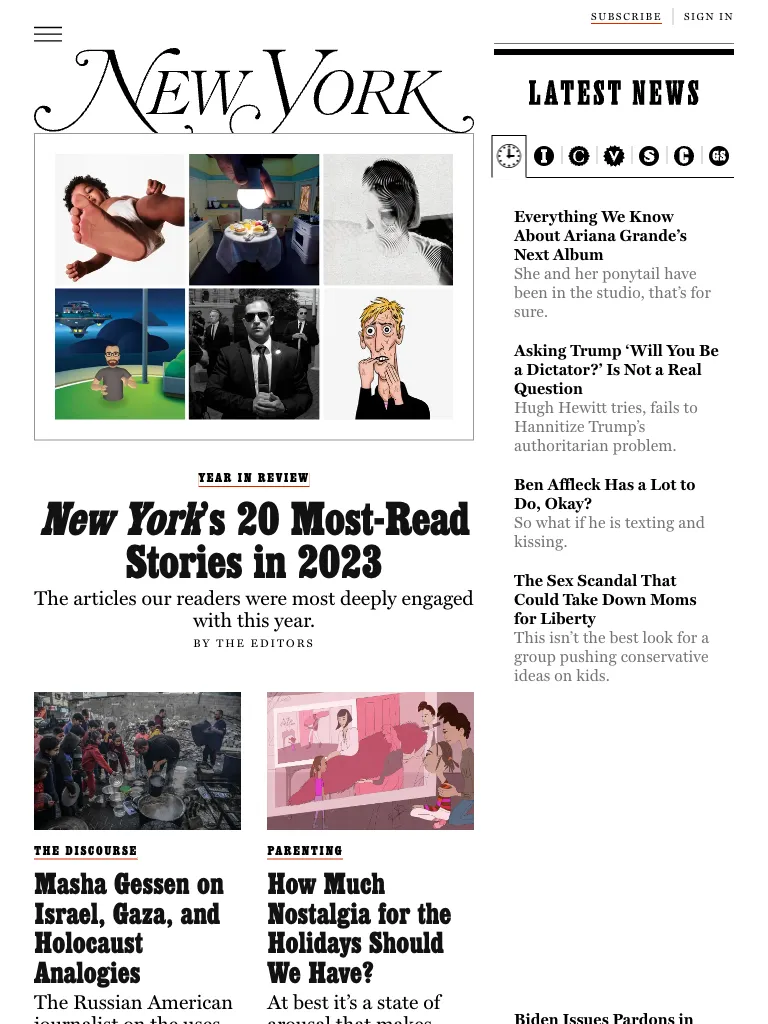 SUBSCRIBE
SIGN IN
NEW YORK
LATEST NEWS
I
C
V
S
C
GS
Everything We Know
About Ariana Grande’s
Next Album
She and her ponytail have
been in the studio, that’s for
sure.
Asking Trump ‘Will You Be
a Dictator?’ Is Not a Real
Question
Hugh Hewitt tries, fails to
Hannitize Trump’s
authoritarian problem.
Ben Affleck Has a Lot to
Do, Okay?
So what if he is texting and
kissing.
The Sex Scandal That
Could Take Down Moms
for Liberty
This isn’t the best look for a
group pushing conservative
ideas on kids.
Biden Issues Pardons in
YEAR IN REVIEW
New York’s 20 Most-Read
Stories in 2023
The articles our readers were most deeply engaged
with this year.
BY THE EDITORS
THE DISCOURSE
Masha Gessen on
Israel, Gaza, and
Holocaust
Analogies
The Russian American
journalist on the uses
PARENTING
How Much
Nostalgia for the
Holidays Should
We Have?
At best it’s a state of
arousal that makes